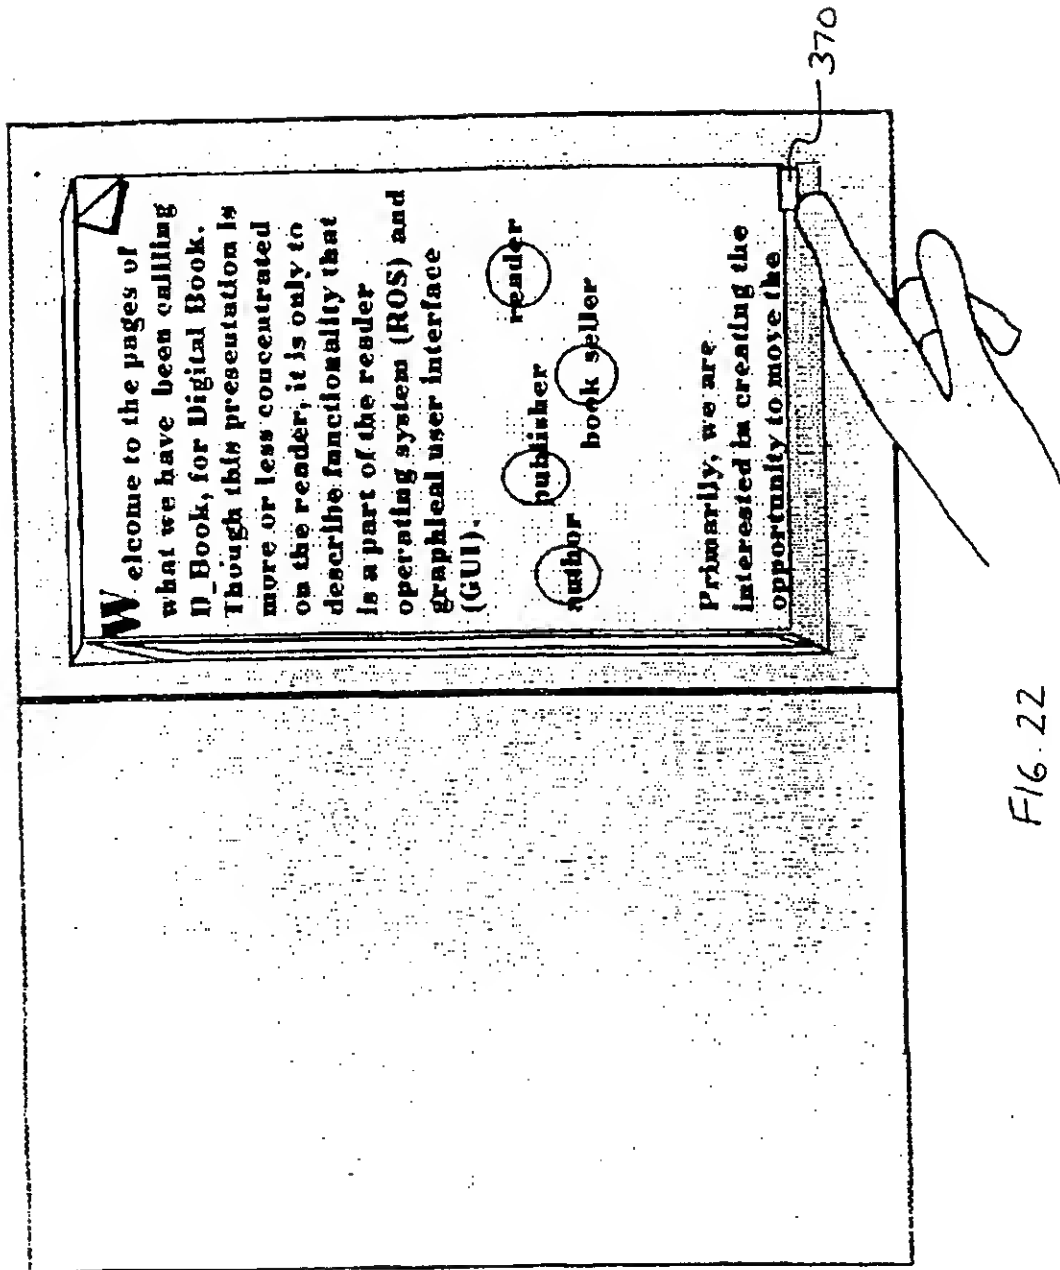 Welcome to the pages of
what we have been callling
D_Book, for Digital Book.
Though this presentation is
more or less concentrated
on the reader, it is only to
describe functionality that
is a part of the reader
operating system (ROS) and
graphical user interface
(GUI).
reader
publisher
book seller
author
Primarily, we are
interested in creating the
opportunity to move the
370
FIG. 22